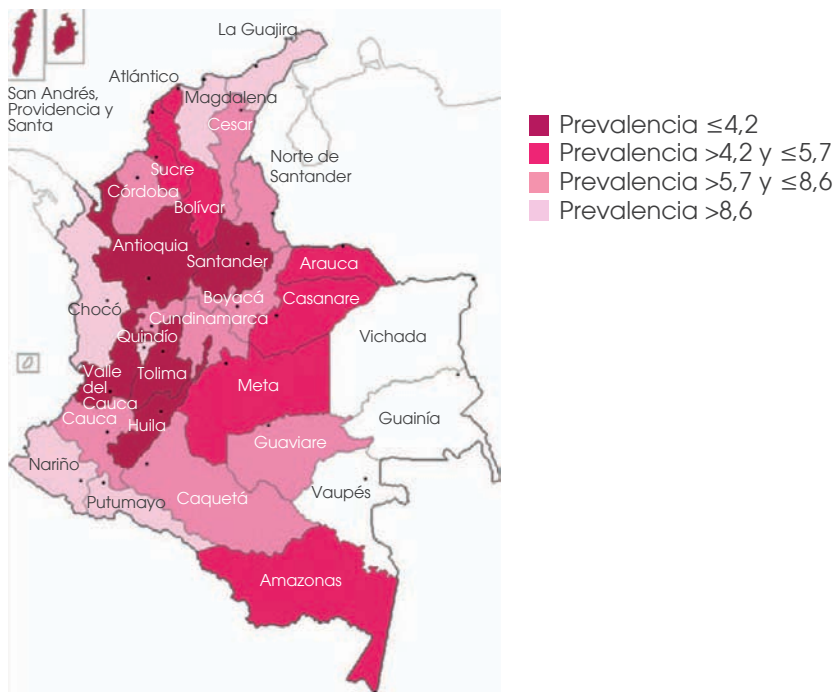 La Guajira
Atlántico
San Andrés,
Providencia y
Santa
Magdalena
Cesar
Norte de
Santander
Sucre
Córdoba
Bolívar
Antioquia
Santander
Arauca
Boyacá
Casanare
Chocó
Cundinamarca
Quindío
Vichada
Valle
del
Cauca
Tolima
Meta
Cauca
Huila
Guainía
Guaviare
Nariño
Putumayo
Caquetá
Vaupés
Amazonas
Prevalencia ≤4,2
Prevalencia >4,2 y ≤5,7
Prevalencia >5,7 y ≤8,6
Prevalencia >8,6